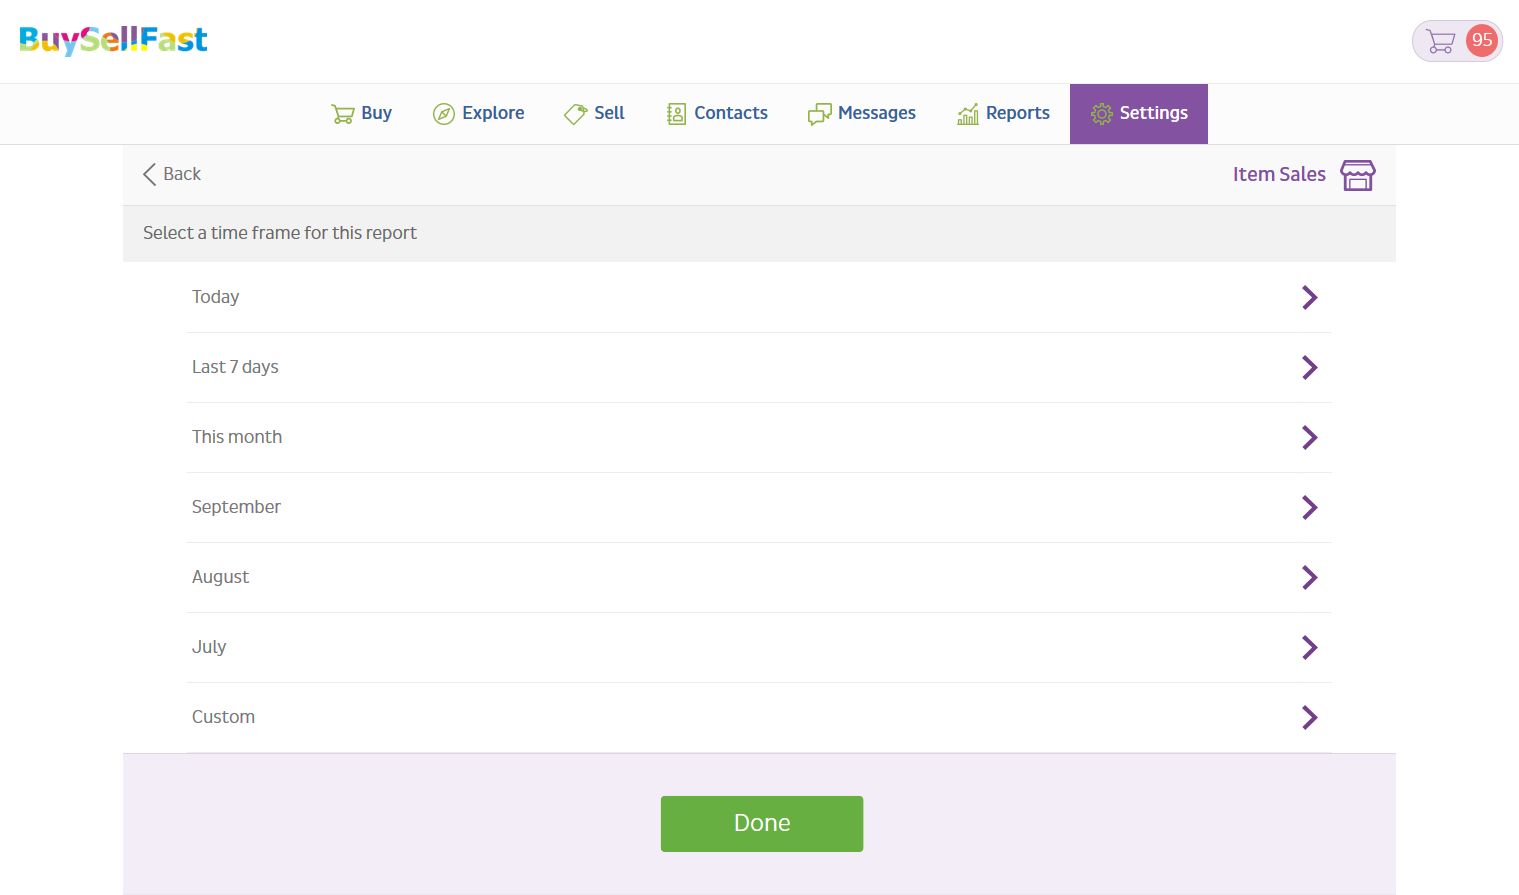 BuySellFast
95
Buy Explore Sell Contacts Messages Reports Settings
Back Item Sales
Select a time frame for this report
Today
Last 7 days
This month
September
August
July
Custom
Done